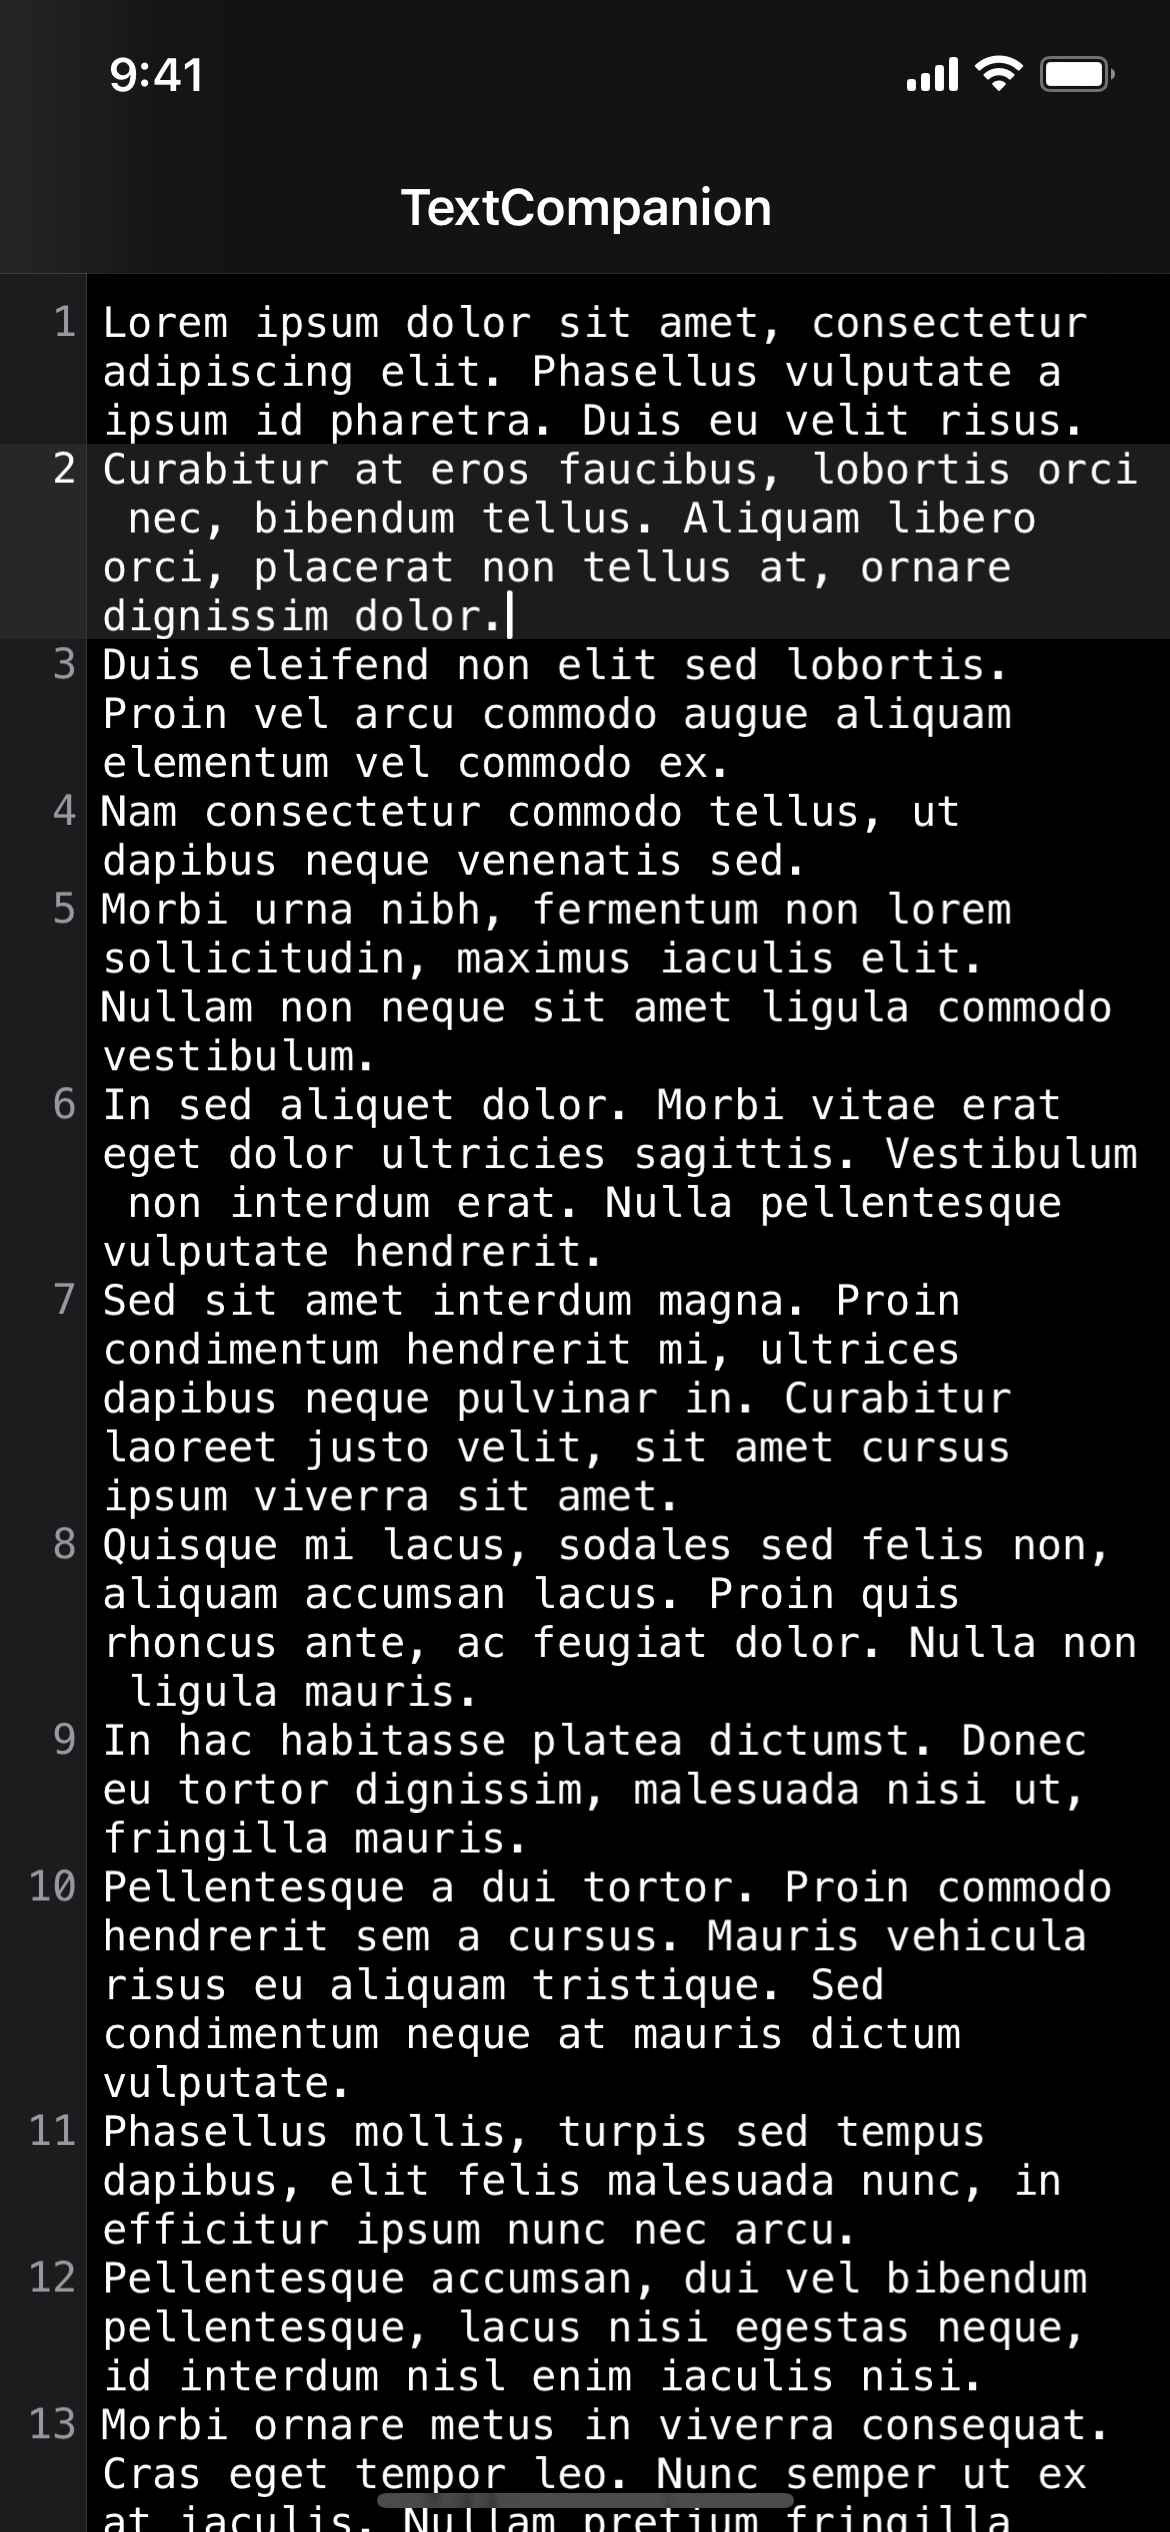 9:41
TextCompanion
1 Lorem ipsum dolor sit amet, consectetur
adipiscing elit. Phasellus vulputate a
ipsum id pharetra. Duis eu velit risus.
2 Curabitur at eros faucibus, lobortis orci
nec, bibendum tellus. Aliquam libero
orci, placerat non tellus at, ornare
dignissim dolor.
3 Duis eleifend non elit sed lobortis.
Proin vel arcu commodo augue aliquam
elementum vel commodo ex.
4 Nam consectetur commodo tellus, ut
dapibus neque venenatis sed.
5 Morbi urna nibh, fermentum non lorem
sollicitudin, maximus iaculis elit.
Nullam non neque sit amet ligula commodo
vestibulum.
6 In sed aliquet dolor. Morbi vitae erat
eget dolor ultricies sagittis. Vestibulum
non interdum erat. Nulla pellentesque
vulputate hendrerit.
7 Sed sit amet interdum magna. Proin
condimentum hendrerit mi, ultrices
dapibus neque pulvinar in. Curabitur
laoreet justo velit, sit amet cursus
ipsum viverra sit amet.
8 Quisque mi lacus, sodales sed felis non,
aliquam accumsan lacus. Proin quis
rhoncus ante, ac feugiat dolor. Nulla non
ligula mauris.
9 In hac habitasse platea dictumst. Donec
eu tortor dignissim, malesuada nisi ut,
fringilla mauris.
10 Pellentesque a dui tortor. Proin commodo
hendrerit sem a cursus. Mauris vehicula
risus eu aliquam tristique. Sed
condimentum neque at mauris dictum
vulputate.
11 Phasellus mollis, turpis sed tempus
dapibus, elit felis malesuada nunc, in
efficitur ipsum nunc nec arcu.
12 Pellentesque accumsan, dui vel bibendum
pellentesque, lacus nisi egestas neque,
id interdum nisl enim iaculis nisi.
13 Morbi ornare metus in viverra consequat.
Cras eget tempor leo. Nunc semper ut ex
at iaculis. Nullam pretium fringilla